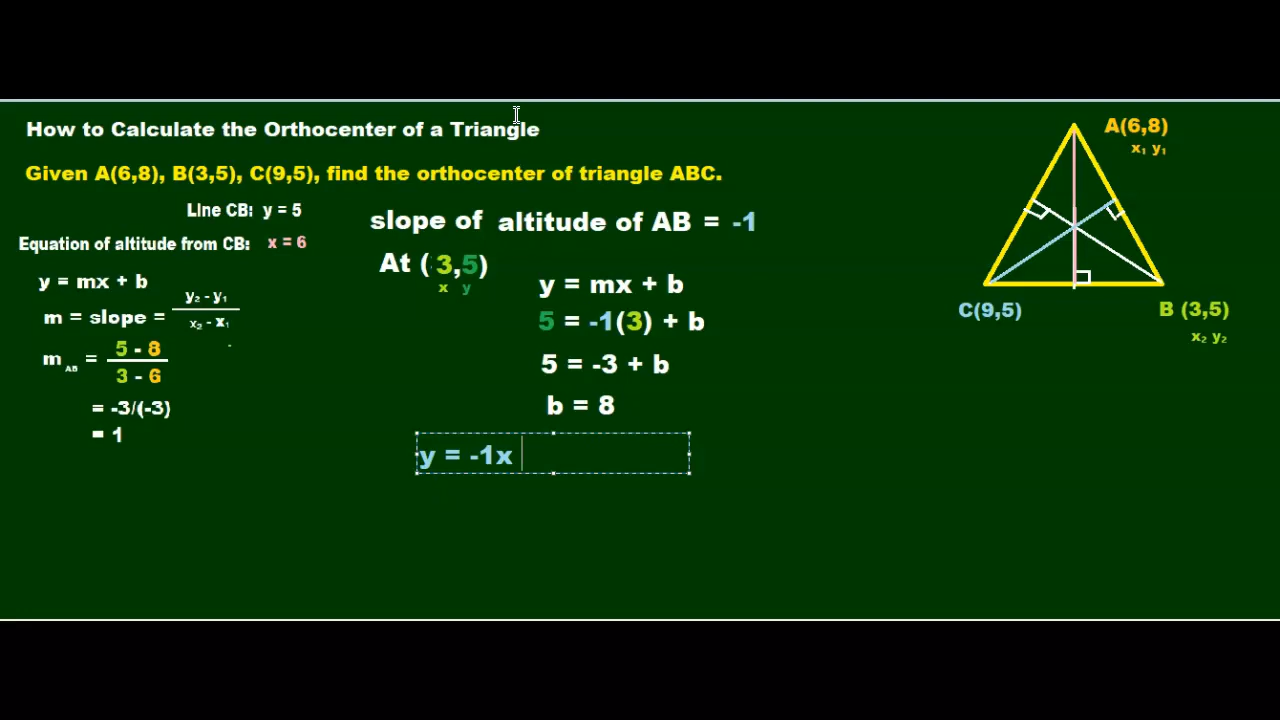 How to Calculate the Orthocenter of a Triangle
Given A(6,8), B(3,5), C(9,5), find the orthocenter of triangle ABC.
Line CB: y = 5
Equation of altitude from CB: x = 6
y = mx + b
m = slope = y₂ - y₁
x₂ - x₁
m AB = 5 - 8
3 - 6
= -3/(-3)
= 1
slope of altitude of AB = -1
At (3,5)
x y
y = mx + b
5 = -1(3) + b
5 = -3 + b
b = 8
y = -1x
A(6,8)
x₁ y₁
C(9,5)
B (3,5)
x₂ y₂